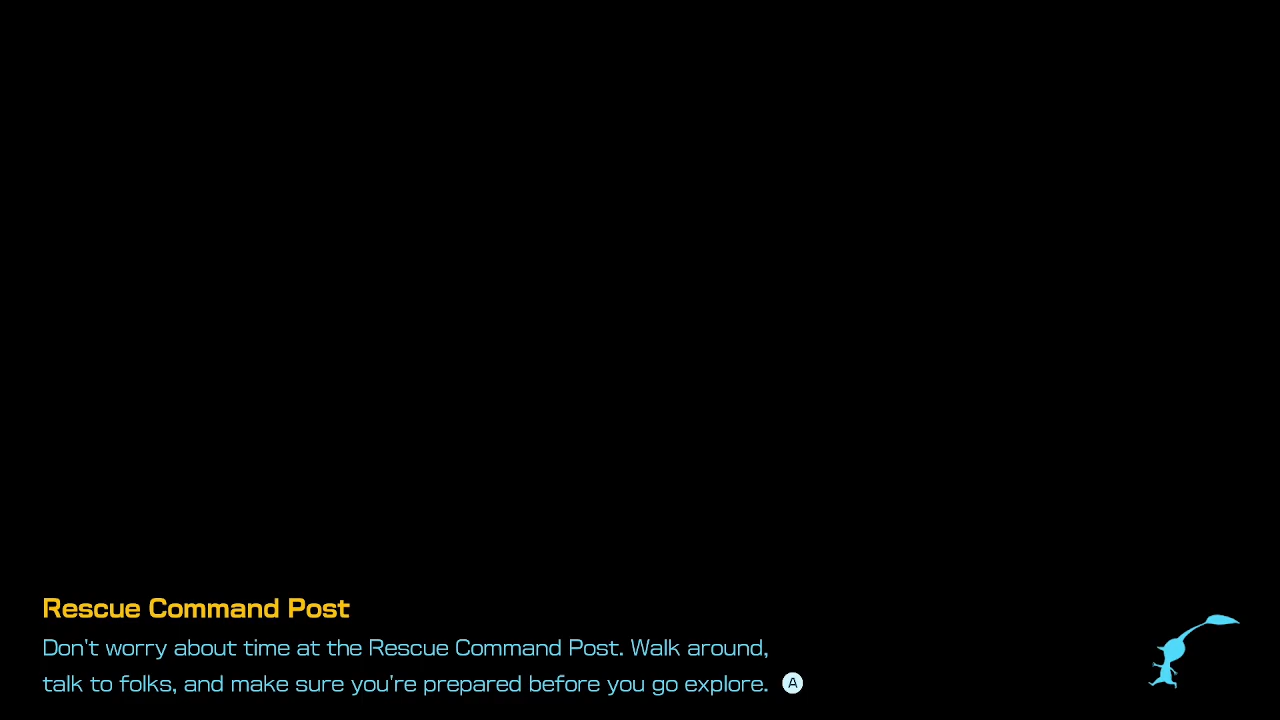 Rescue Command Post
Don't worry about time at the Rescue Command Post. Walk around,
talk to folks, and make sure you're prepared before you go explore. A